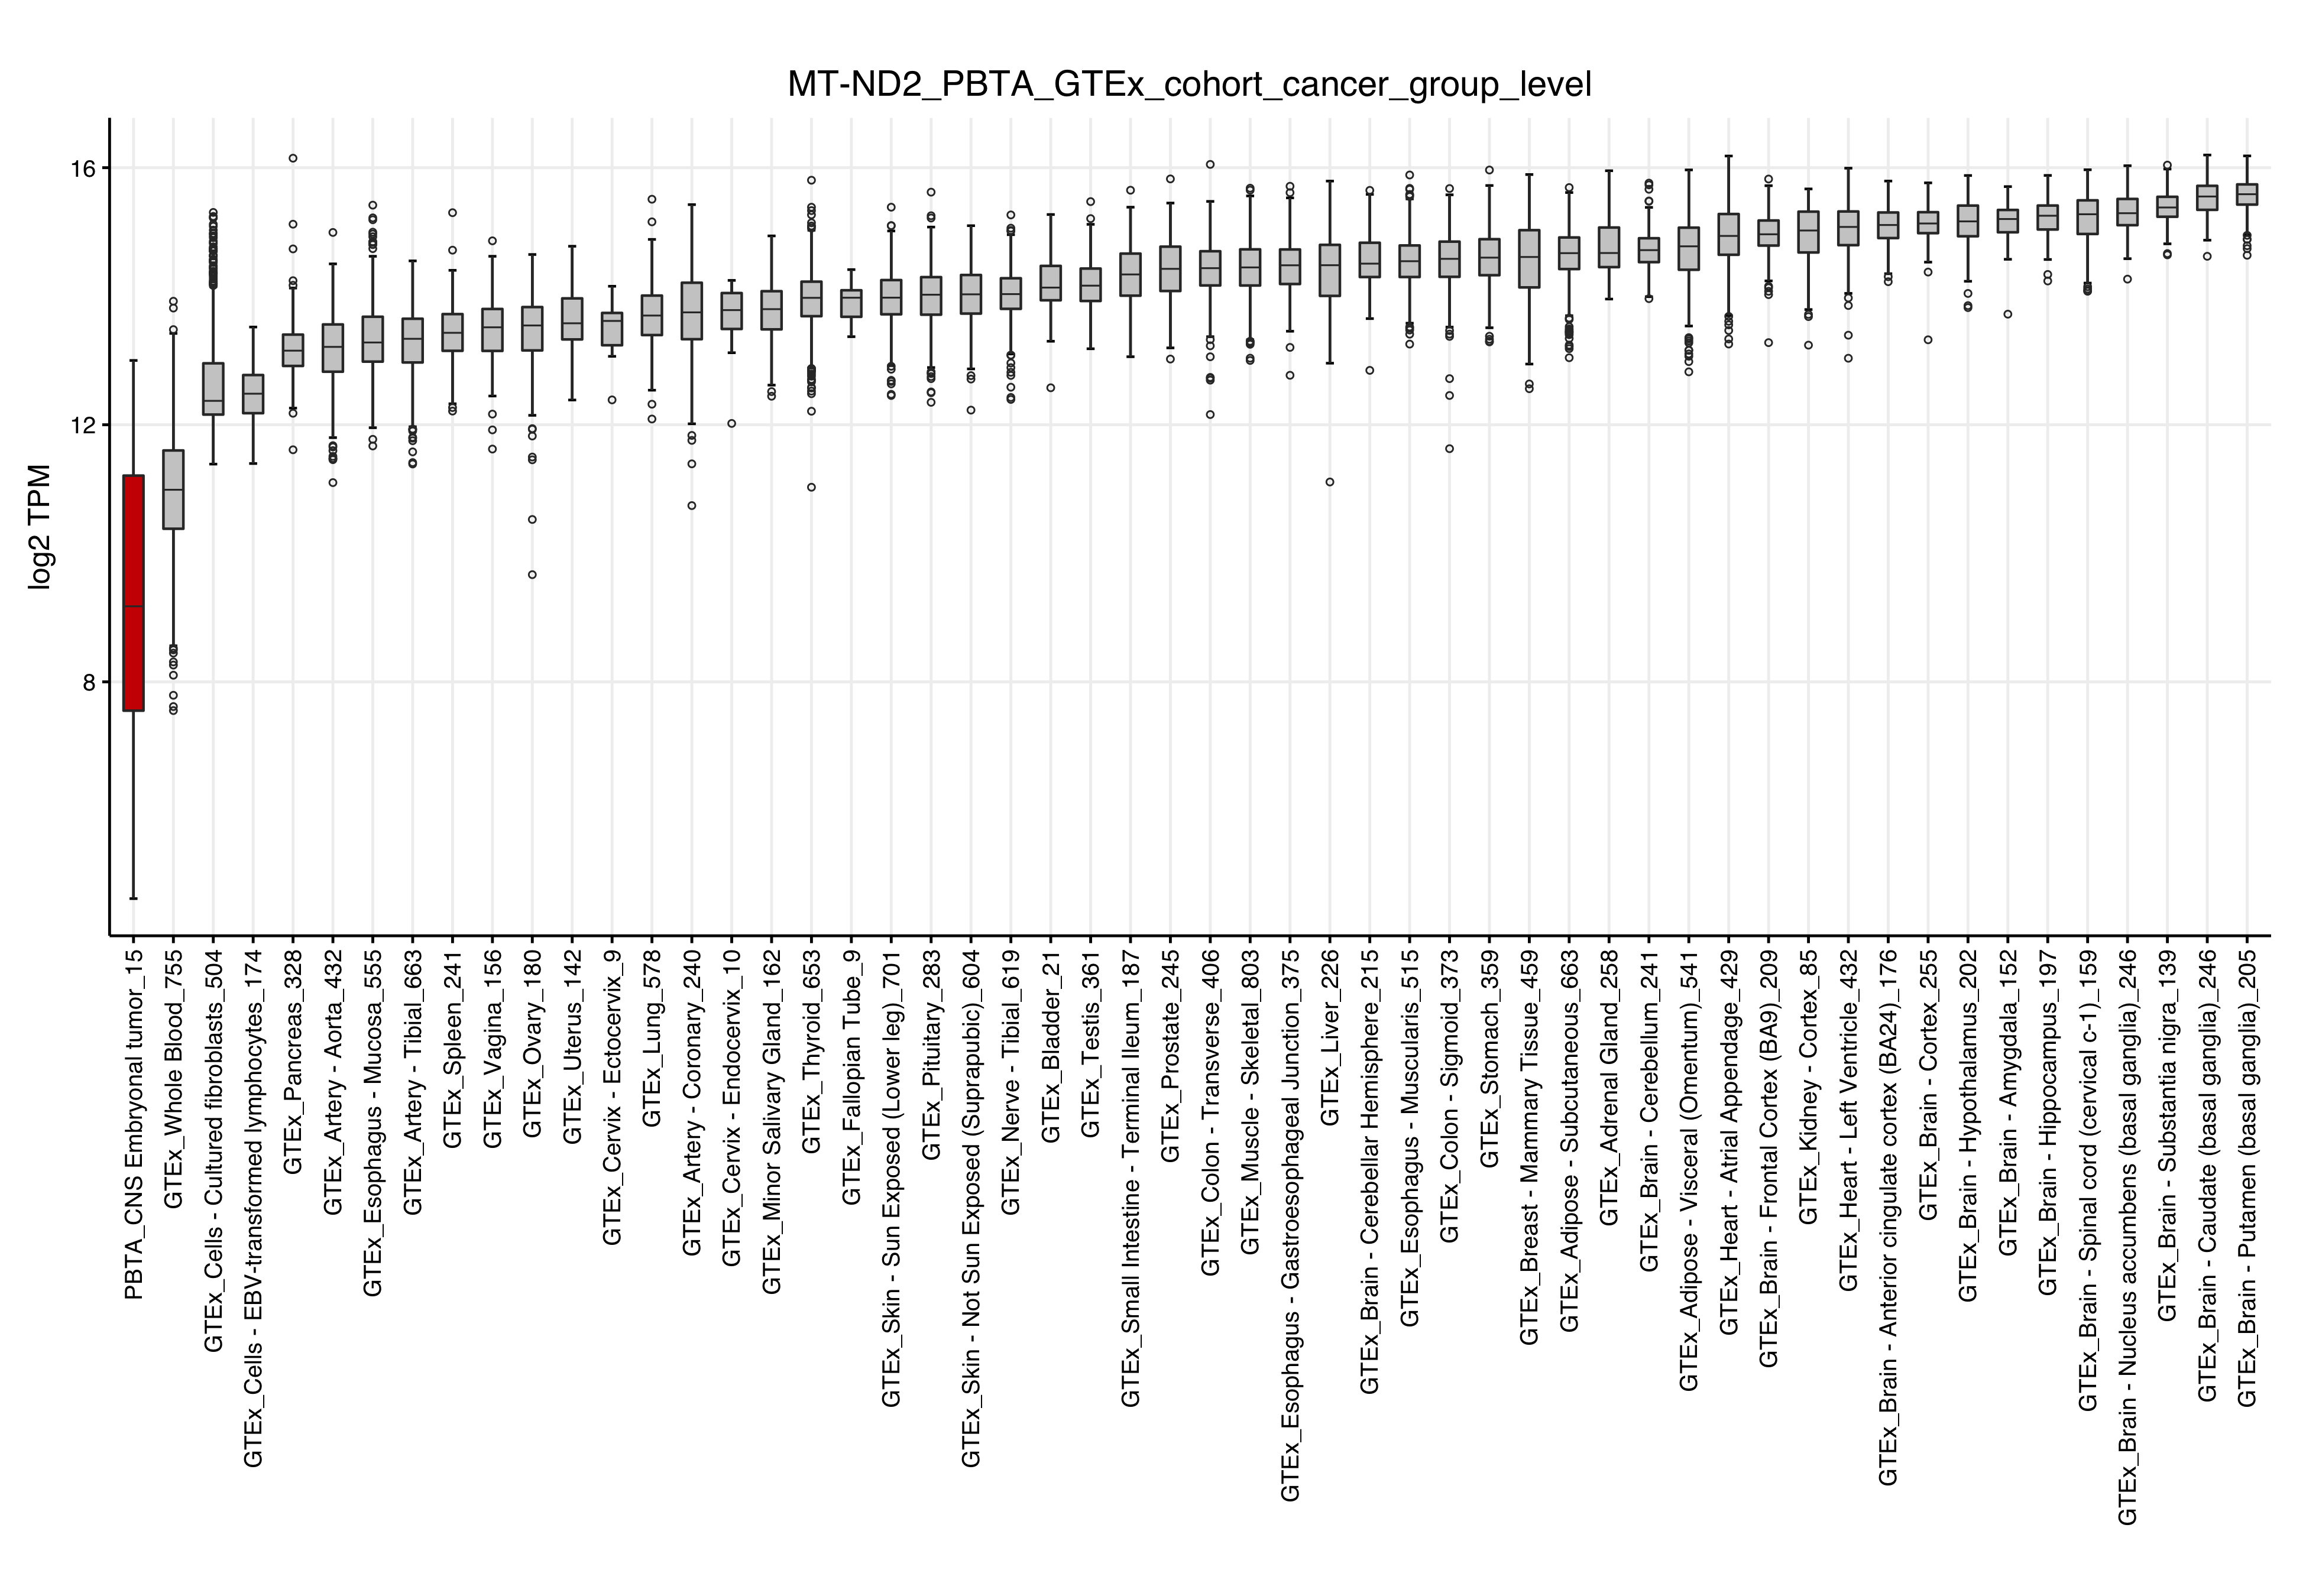 MT-ND2_PBTA_GTEx_cohort_cancer_group_level
log2 TPM
16
12
8
PBTA_CNS Embryonal tumor_15
GTEx_Whole Blood_755
GTEx_Cells - Cultured fibroblasts_504
GTEx_Cells - EBV-transformed lymphocytes_174
GTEx_Pancreas_328
GTEx_Artery - Aorta_432
GTEx_Esophagus - Mucosa_555
GTEx_Artery - Tibial_663
GTEx_Spleen_241
GTEx_Vagina_156
GTEx_Ovary_180
GTEx_Uterus_142
GTEx_Cervix - Ectocervix_9
GTEx_Lung_578
GTEx_Artery - Coronary_240
GTEx_Cervix - Endocervix_10
GTEx_Minor Salivary Gland_162
GTEx_Thyroid_653
GTEx_Fallopian Tube_9
GTEx_Skin - Sun Exposed (Lower leg)_701
GTEx_Pituitary_283
GTEx_Skin - Not Sun Exposed (Suprapubic)_604
GTEx_Nerve - Tibial_619
GTEx_Bladder_21
GTEx_Testis_361
GTEx_Small Intestine - Terminal Ileum_187
GTEx_Prostate_245
GTEx_Colon - Transverse_406
GTEx_Muscle - Skeletal_803
GTEx_Esophagus - Gastroesophageal Junction_375
GTEx_Liver_226
GTEx_Brain - Cerebellar Hemisphere_215
GTEx_Esophagus - Muscularis_515
GTEx_Colon - Sigmoid_373
GTEx_Stomach_359
GTEx_Breast - Mammary Tissue_459
GTEx_Adipose - Subcutaneous_663
GTEx_Adrenal Gland_258
GTEx_Brain - Cerebellum_241
GTEx_Adipose - Visceral (Omentum)_541
GTEx_Heart - Atrial Appendage_429
GTEx_Brain - Frontal Cortex (BA9)_209
GTEx_Kidney - Cortex_85
GTEx_Heart - Left Ventricle_432
GTEx_Brain - Anterior cingulate cortex (BA24)_176
GTEx_Brain - Cortex_255
GTEx_Brain - Hypothalamus_202
GTEx_Brain - Amygdala_152
GTEx_Brain - Hippocampus_197
GTEx_Brain - Spinal cord (cervical c-1)_159
GTEx_Brain - Nucleus accumbens (basal ganglia)_246
GTEx_Brain - Substantia nigra_139
GTEx_Brain - Caudate (basal ganglia)_246
GTEx_Brain - Putamen (basal ganglia)_205